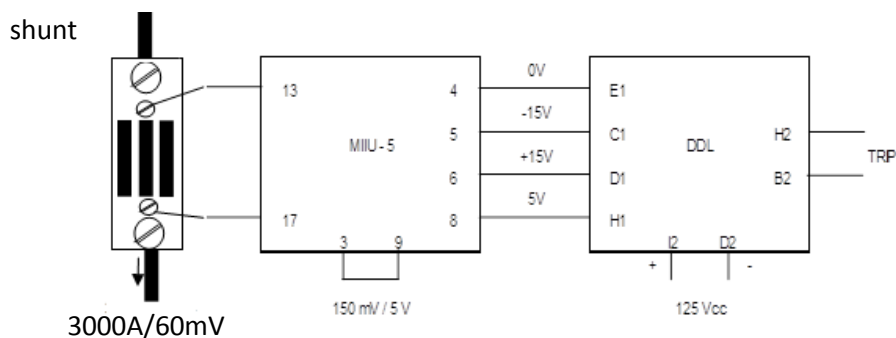 shunt
0V
13 4 E1
-15V
5 C1 H2
MIIU - 5 DDL
+15V TRIP
6 D1 B2
5V
17 8 H1
3 9 I2 D2
+ -
150 mV / 5 V 125 Vcc
3000A/60mV